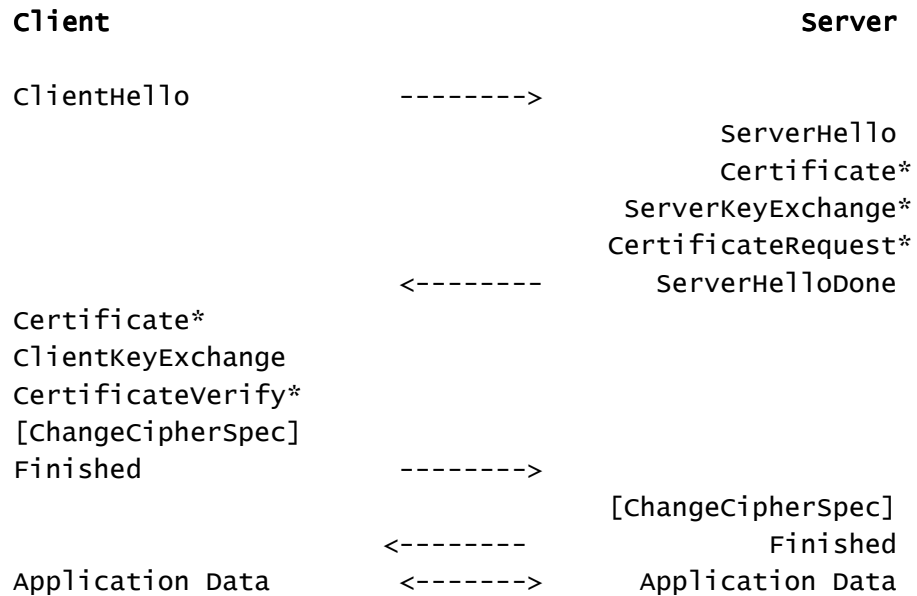 Client Server
ClientHello -------->
ServerHello
Certificate*
ServerKeyExchange*
CertificateRequest*
<-------- ServerHelloDone
Certificate*
ClientKeyExchange
CertificateVerify*
[ChangeCipherSpec]
Finished -------->
[ChangeCipherSpec]
<-------- Finished
Application Data <-------> Application Data